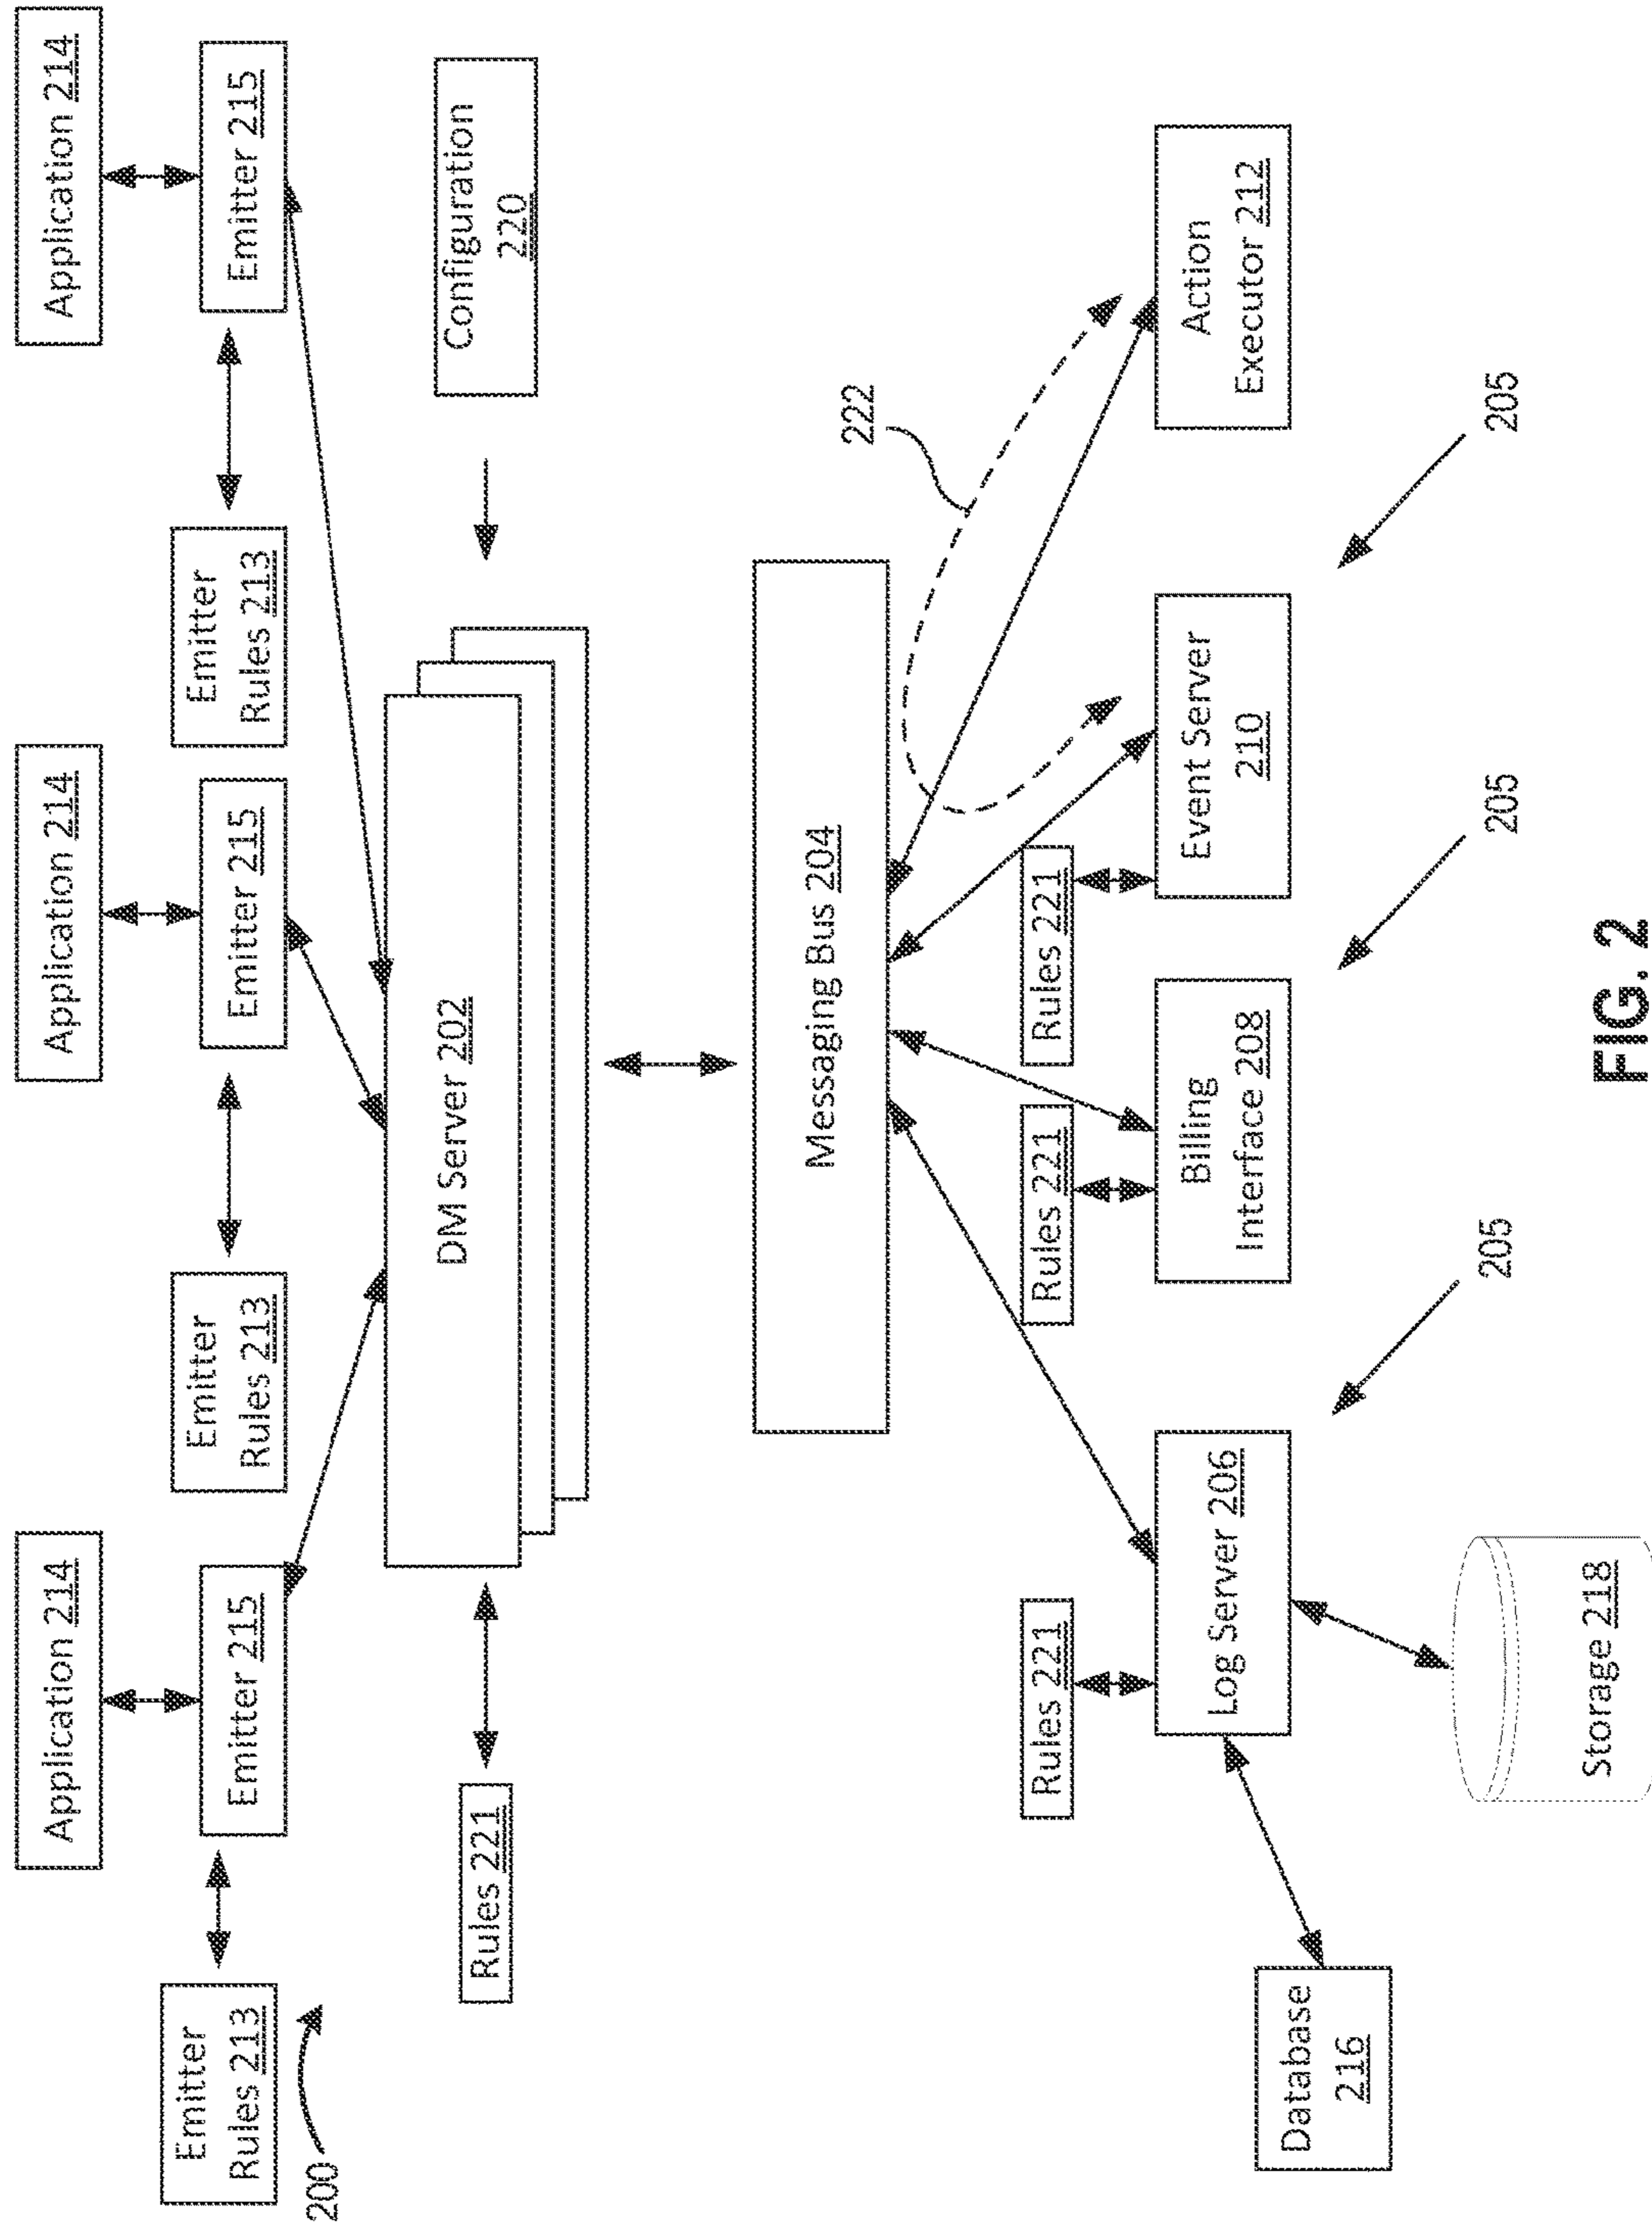 Application 214
Application 214
Application 214
Emitter
Rules 213
Emitter 215
Emitter
Rules 213
Emitter 215
Emitter
Rules 213
Emitter 215
200
Rules 221
DM Server 202
Configuration
220
Messaging Bus 204
222
Rules 221
Rules 221
Rules 221
Log Server 206
Billing
Interface 208
Event Server
210
Action
Executor 212
Database
216
205
205
205
Storage 218
FIG. 2